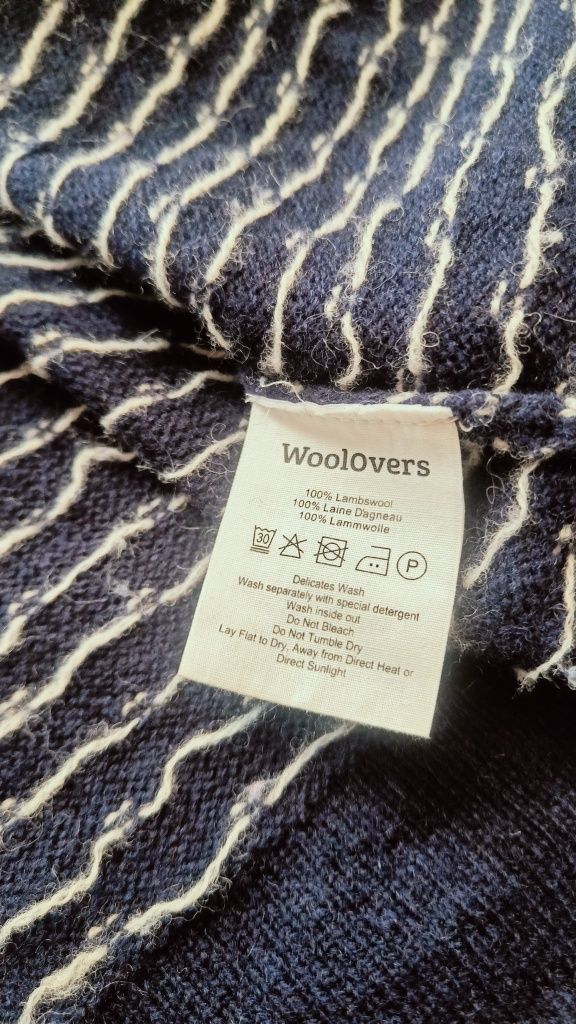 WoolOvers
100% Lambswool
100% Laine D'agneau
100% Lammwolle
30 P
Delicates Wash
Wash separately with special detergent
Wash inside out
Do Not Bleach
Do Not Tumble Dry
Lay Flat to Dry, Away from Direct Heat or
Direct Sunlight